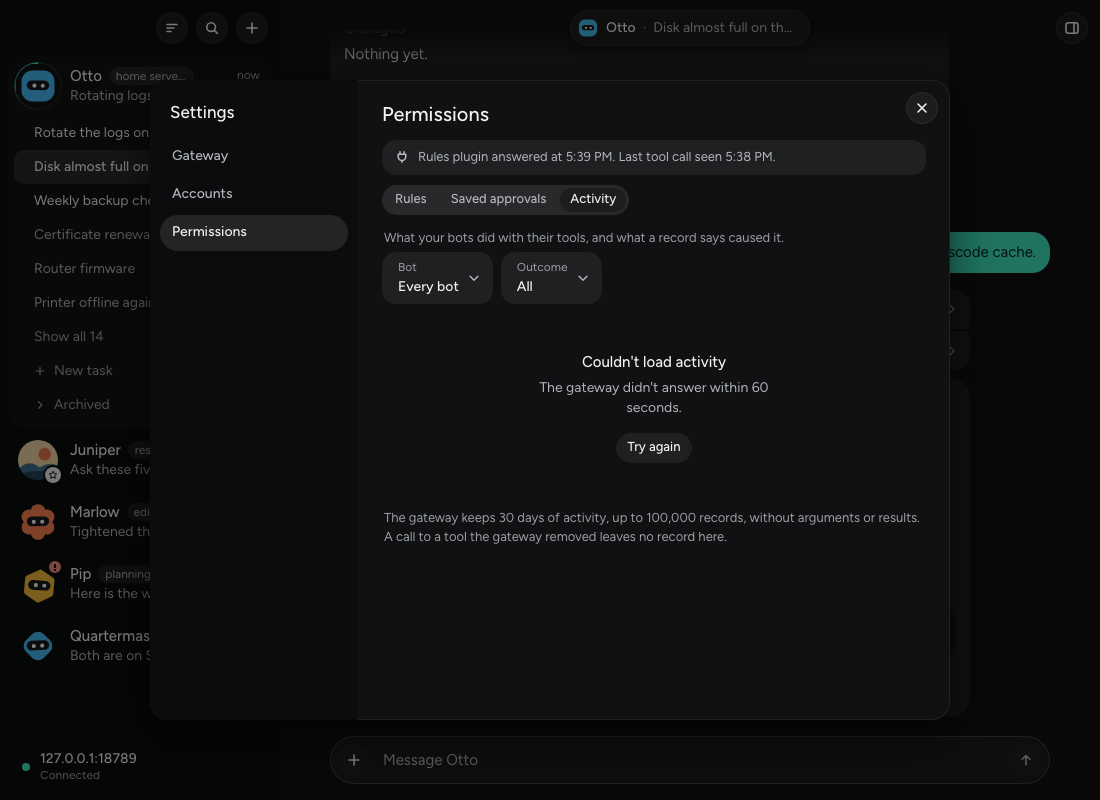 Otto · Disk almost full on th...
Nothing yet.
Otto home serve... now
Rotating logs
Rotate the logs on
Disk almost full on
Weekly backup che
Certificate renewa
Router firmware
Printer offline again
Show all 14
New task
Archived
Juniper res
Ask these five
Marlow edi
Tightened th
Pip planning
Here is the w
Quartermas
Both are on S
127.0.0.1:18789
Connected
Settings
Gateway
Accounts
Permissions
Permissions
Rules plugin answered at 5:39 PM. Last tool call seen 5:38 PM.
Rules Saved approvals Activity
What your bots did with their tools, and what a record says caused it.
Bot
Every bot
Outcome
All
Couldn't load activity
The gateway didn't answer within 60
seconds.
Try again
The gateway keeps 30 days of activity, up to 100,000 records, without arguments or results.
A call to a tool the gateway removed leaves no record here.
scode cache.
Message Otto